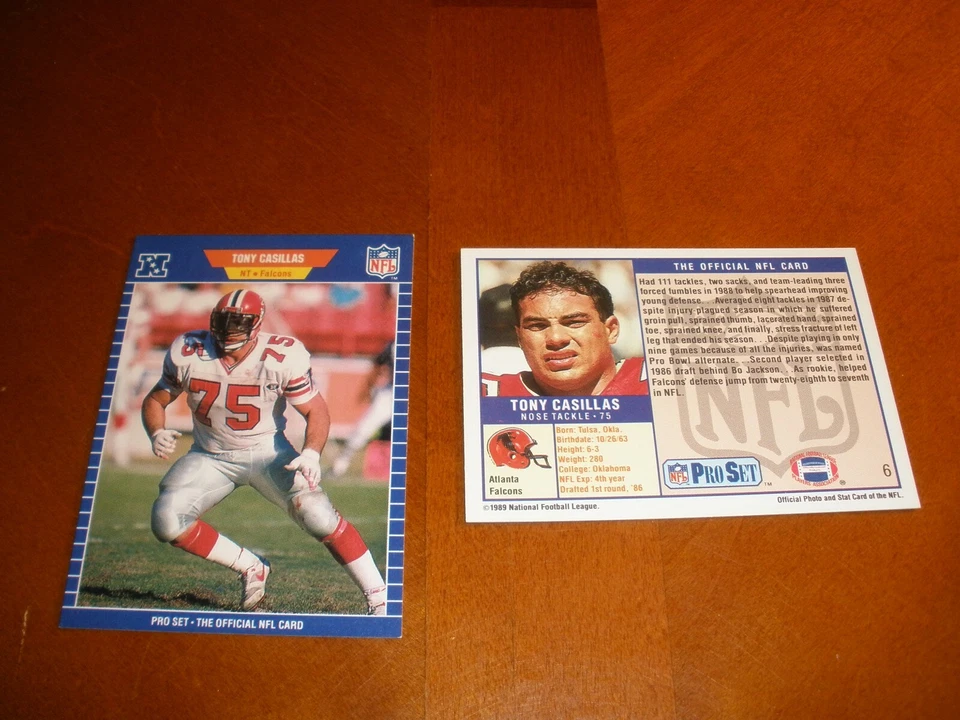 TONY CASILLAS
NT • Falcons
NFL
TM
75
75
PRO SET • THE OFFICIAL NFL CARD
THE OFFICIAL NFL CARD
Had 111 tackles, two sacks, and team-leading three
forced fumbles in 1988 to help spearhead improving
young defense. . .Averaged eight tackles in 1987 de-
spite injury-plagued season in which he suffered
groin pull, sprained thumb, lacerated hand, sprained
toe, sprained knee, and finally, stress fracture of left
leg that ended his season. . .Despite playing in only
nine games because of all the injuries, was named
Pro Bowl alternate. . .Second player selected in
1986 draft behind Bo Jackson. . .As rookie, helped
Falcons' defense jump from twenty-eighth to seventh
in NFL.
NFL
TONY CASILLAS
NOSE TACKLE • 75
Atlanta
Falcons
Born: Tulsa, Okla.
Birthdate: 10/26/63
Height: 6-3
Weight: 280
College: Oklahoma
NFL Exp: 4th year
Drafted 1st round, '86
NFL PRO SET TM
PLAYERS ASSOCIATION ®
6
©1989 National Football League.
Official Photo and Stat Card of the NFL.